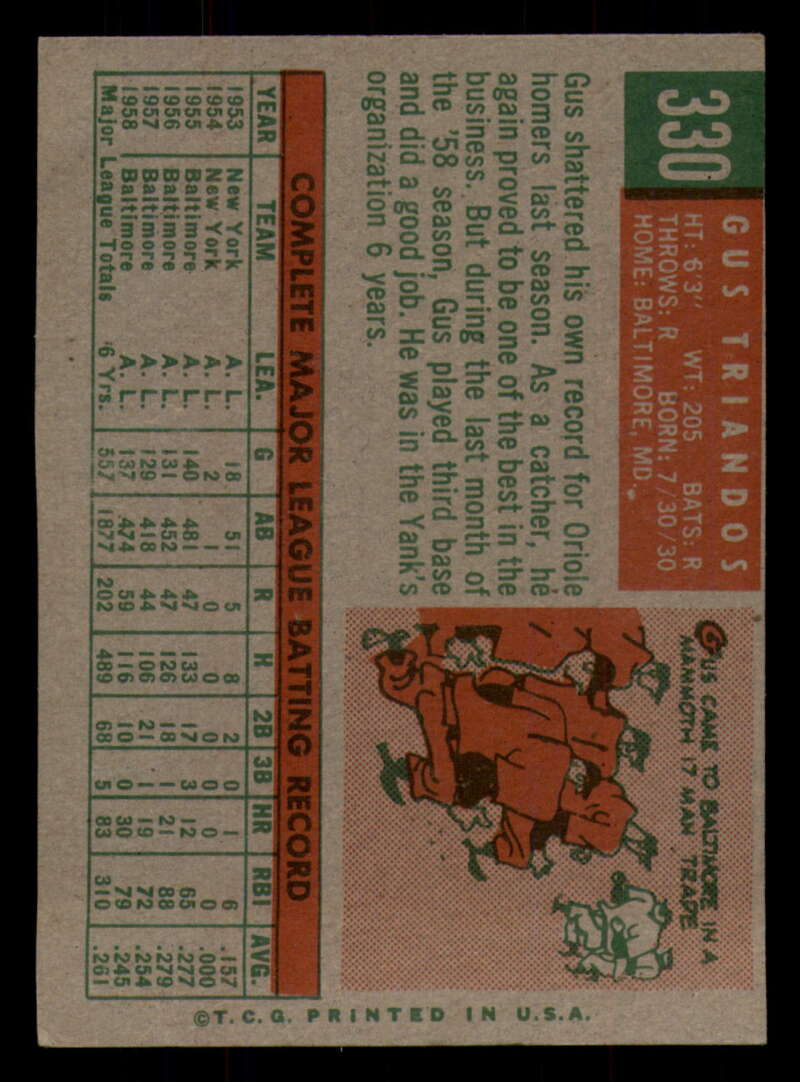 330
GUS TRIANDOS
HT: 6'3" WT: 205 BATS: R
THROWS: R BORN: 7/30/30
HOME: BALTIMORE, MD.
Gus shattered his own record for Oriole
homers last season. As a catcher, he
again proved to be one of the best in the
business. But during the last month of
the '58 season, Gus played third base
and did a good job. He was in the Yank's
organization 6 years.
GUS CAME TO BALTIMORE IN A
MAMMOTH 17 MAN TRADE
COMPLETE MAJOR LEAGUE BATTING RECORD
YEAR TEAM LEA. G AB R H 2B 3B HR RBI AVG.
1953 New York A. L. 18 51 5 8 2 0 1 6 .157
1954 New York A. L. 2 1 0 0 0 0 0 0 .000
1955 Baltimore A. L. 140 481 47 133 17 3 12 65 .277
1956 Baltimore A. L. 131 452 47 126 18 1 21 88 .279
1957 Baltimore A. L. 129 418 44 106 21 1 19 72 .254
1958 Baltimore A. L. 137 474 59 116 10 0 30 79 .245
Major League Totals 6 Yrs. 557 1877 202 489 68 5 83 310 .261
©T. C. G. PRINTED IN U.S.A.